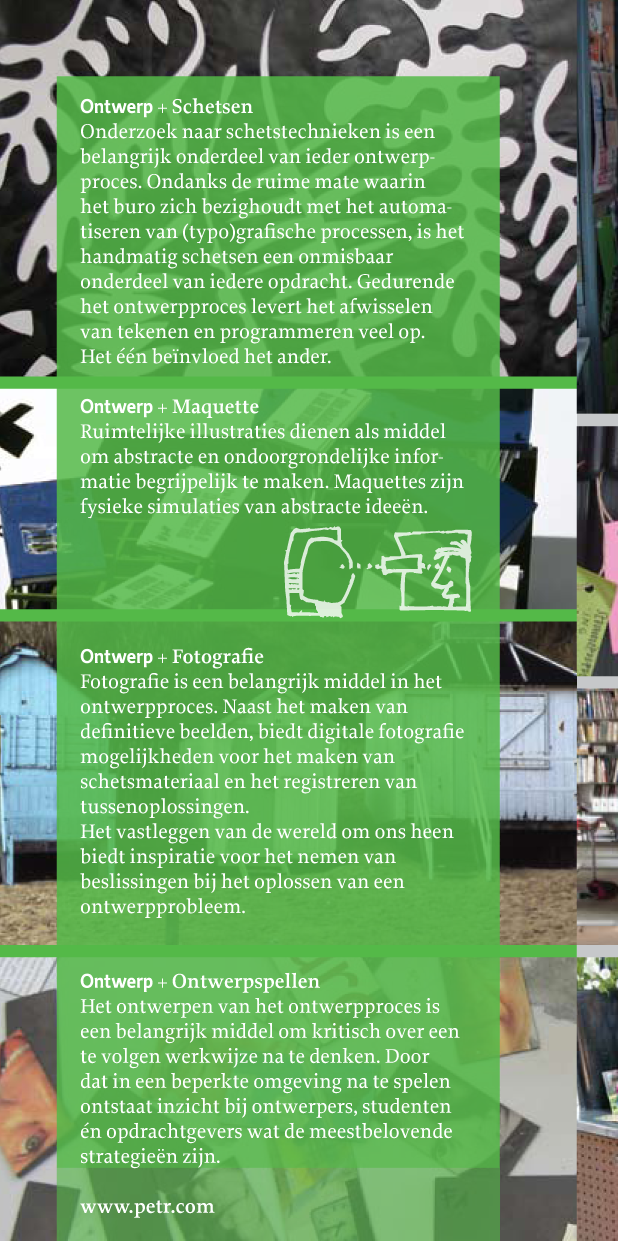 Ontwerp + Schetsen
Onderzoek naar schetstechnieken is een
belangrijk onderdeel van ieder ontwerp-
proces. Ondanks de ruime mate waarin
het buro zich bezighoudt met het automa-
tiseren van (typo)grafische processen, is het
handmatig schetsen een onmisbaar
onderdeel van iedere opdracht. Gedurende
het ontwerpproces levert het afwisselen
van tekenen en programmeren veel op.
Het één beïnvloed het ander.
Ontwerp + Maquette
Ruimtelijke illustraties dienen als middel
om abstracte en ondoorgrondelijke infor-
matie begrijpelijk te maken. Maquettes zijn
fysieke simulaties van abstracte ideeën.
Ontwerp + Fotografie
Fotografie is een belangrijk middel in het
ontwerpproces. Naast het maken van
definitieve beelden, biedt digitale fotografie
mogelijkheden voor het maken van
schetsmateriaal en het registreren van
tussenoplossingen.
Het vastleggen van de wereld om ons heen
biedt inspiratie voor het nemen van
beslissingen bij het oplossen van een
ontwerpprobleem.
Ontwerp + Ontwerpspellen
Het ontwerpen van het ontwerpproces is
een belangrijk middel om kritisch over een
te volgen werkwijze na te denken. Door
dat in een beperkte omgeving na te spelen
ontstaat inzicht bij ontwerpers, studenten
én opdrachtgevers wat de meestbelovende
strategieën zijn.
www.petr.com